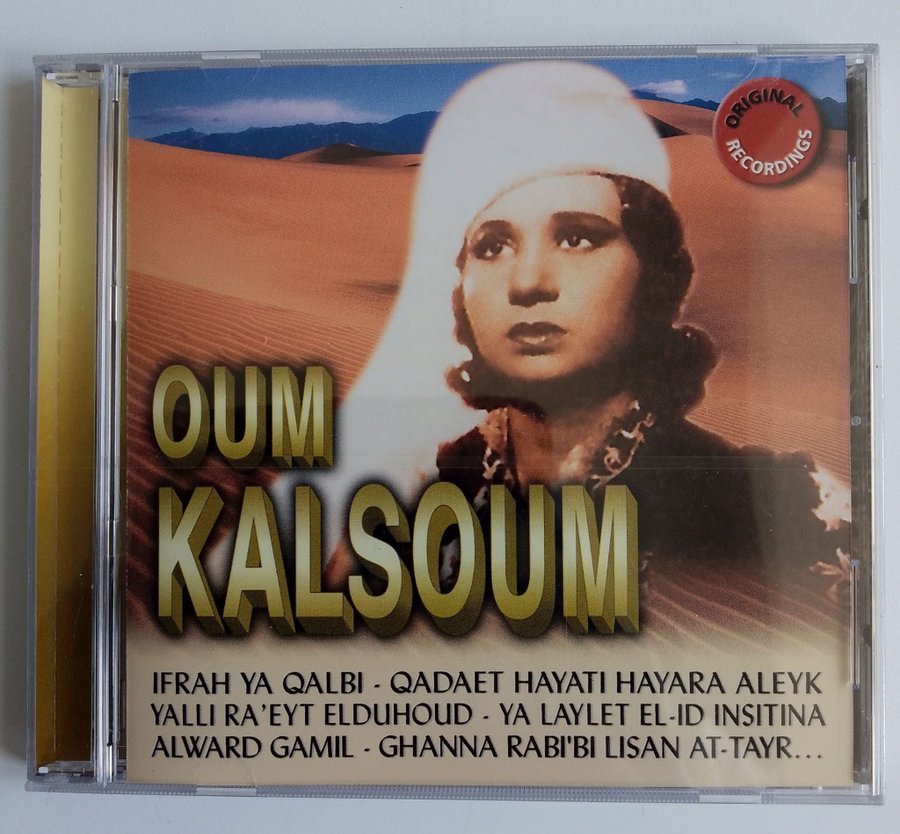 ORIGINAL
RECORDINGS
OUM
KALSOUM
IFRAH YA QALBI - QADAET HAYATI HAYARA ALEYK
YALLI RA'EYT ELDUHOUD - YA LAYLET EL-ID INSITINA
ALWARD GAMIL - GHANNA RABI'BI LISAN AT-TAYR...